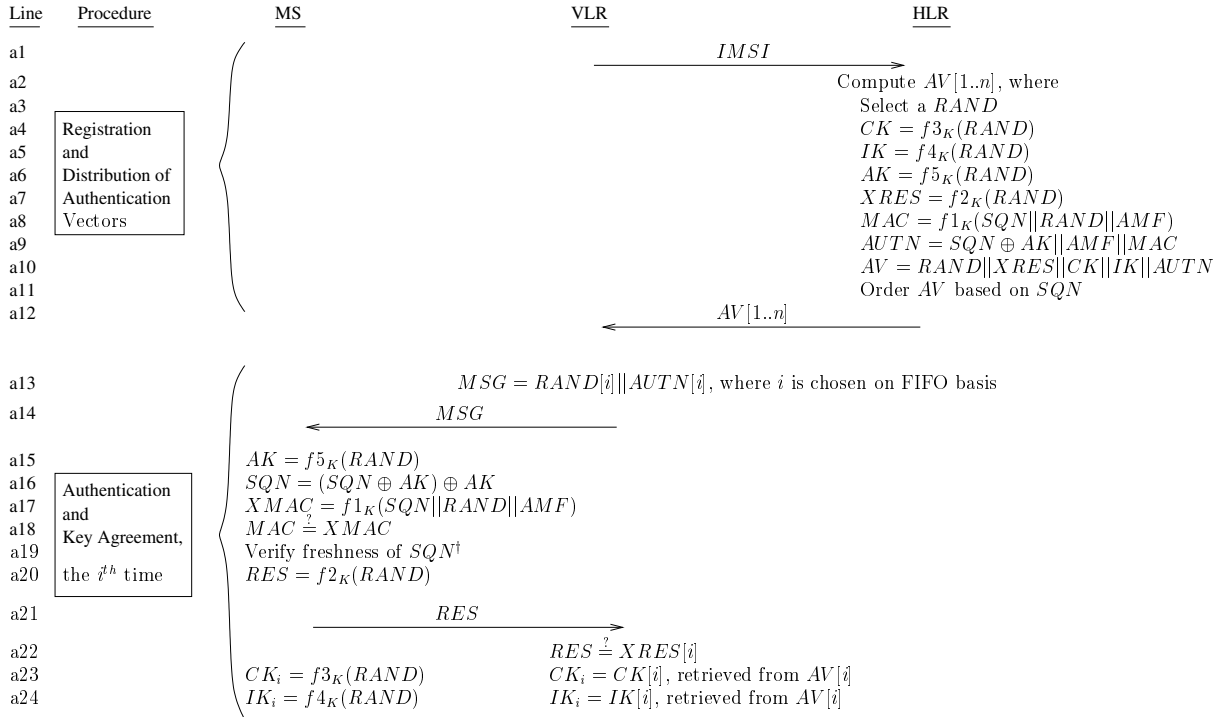 Line Procedure MS VLR HLR
a1 IMSI
a2 Compute AV[1..n], where
a3 Select a RAND
a4 Registration CK = f3_K(RAND)
a5 and IK = f4_K(RAND)
a6 Distribution of AK = f5_K(RAND)
a7 Authentication XRES = f2_K(RAND)
a8 Vectors MAC = f1_K(SQN||RAND||AMF)
a9 AUTN = SQN ⊕ AK||AMF||MAC
a10 AV = RAND||XRES||CK||IK||AUTN
a11 Order AV based on SQN
a12 AV[1..n]
a13 MSG = RAND[i]||AUTN[i], where i is chosen on FIFO basis
a14 MSG
a15 AK = f5_K(RAND)
a16 SQN = (SQN ⊕ AK) ⊕ AK
a17 Authentication XMAC = f1_K(SQN||RAND||AMF)
a18 and MAC ≟ XMAC
a19 Key Agreement, Verify freshness of SQN†
a20 the i^th time RES = f2_K(RAND)
a21 RES
a22 RES ≟ XRES[i]
a23 CK_i = f3_K(RAND) CK_i = CK[i], retrieved from AV[i]
a24 IK_i = f4_K(RAND) IK_i = IK[i], retrieved from AV[i]